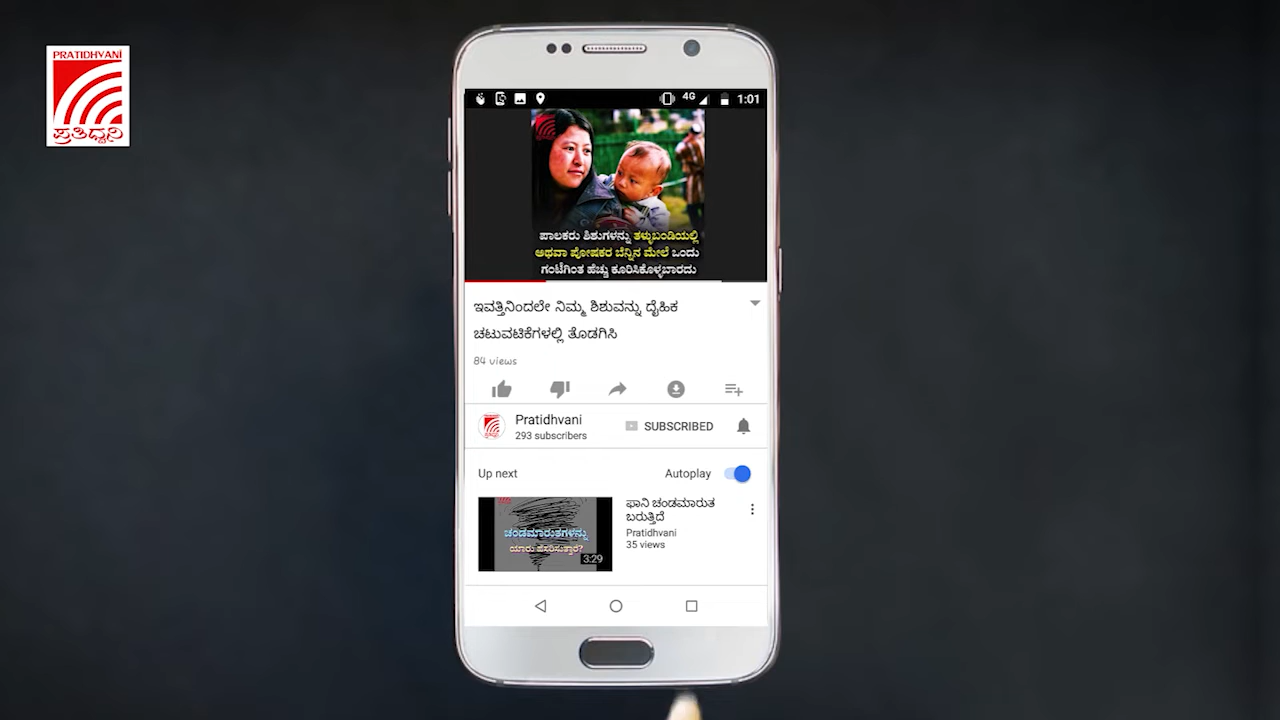 PRATIDHVANI
ಪ್ರತಿಧ್ವನಿ
4G 1:01
ಪಾಲಕರು ಶಿಶುಗಳನ್ನು ತಳ್ಳುಬಂಡಿಯಲ್ಲಿ
ಅಥವಾ ಪೋಷಕರ ಬೆನ್ನಿನ ಮೇಲೆ ಒಂದು
ಗಂಟೆಗಿಂತ ಹೆಚ್ಚು ಕೂರಿಸಿಕೊಳ್ಳಬಾರದು
ಇವತ್ತಿನಿಂದಲೇ ನಿಮ್ಮ ಶಿಶುವನ್ನು ದೈಹಿಕ
ಚಟುವಟಿಕೆಗಳಲ್ಲಿ ತೊಡಗಿಸಿ
84 views
Pratidhvani
293 subscribers
SUBSCRIBED
Up next
Autoplay
ಚಂಡಮಾರುತಗಳನ್ನು
ಯಾರು ಹೆಸರಿಸುತ್ತಾರೆ?
3:29
ಫಾನಿ ಚಂಡಮಾರುತ
ಬರುತ್ತಿದೆ
Pratidhvani
35 views